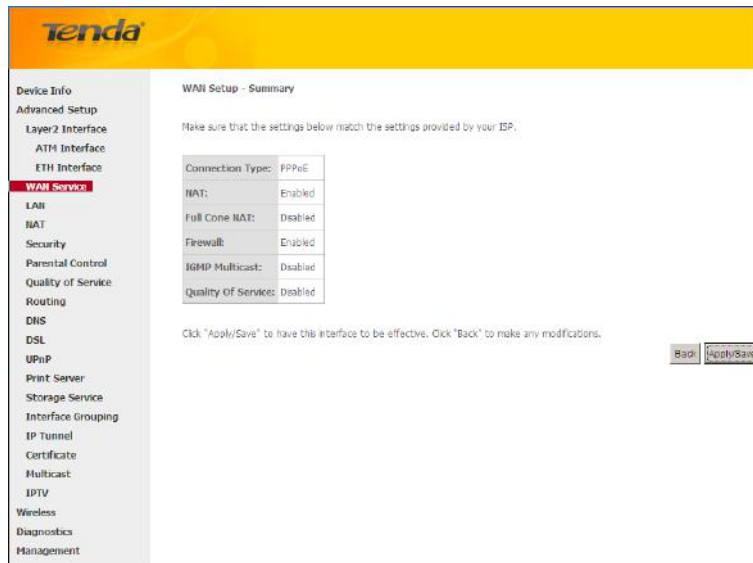 Tenda
Device Info
Advanced Setup
Layer2 Interface
ATM Interface
ETH Interface
WAN Service
LAN
NAT
Security
Parental Control
Quality of Service
Routing
DNS
DSL
UPnP
Print Server
Storage Service
Interface Grouping
IP Tunnel
Certificate
Multicast
IPTV
Wireless
Diagnostics
Management
WAN Setup - Summary
Make sure that the settings below match the settings provided by your ISP.
Connection Type: PPPoE
NAT: Enabled
Full Cone NAT: Disabled
Firewall: Enabled
IGMP Multicast: Disabled
Quality Of Service: Disabled
Click "Apply/Save" to have this interface to be effective. Click "Back" to make any modifications.
Back Apply/Save